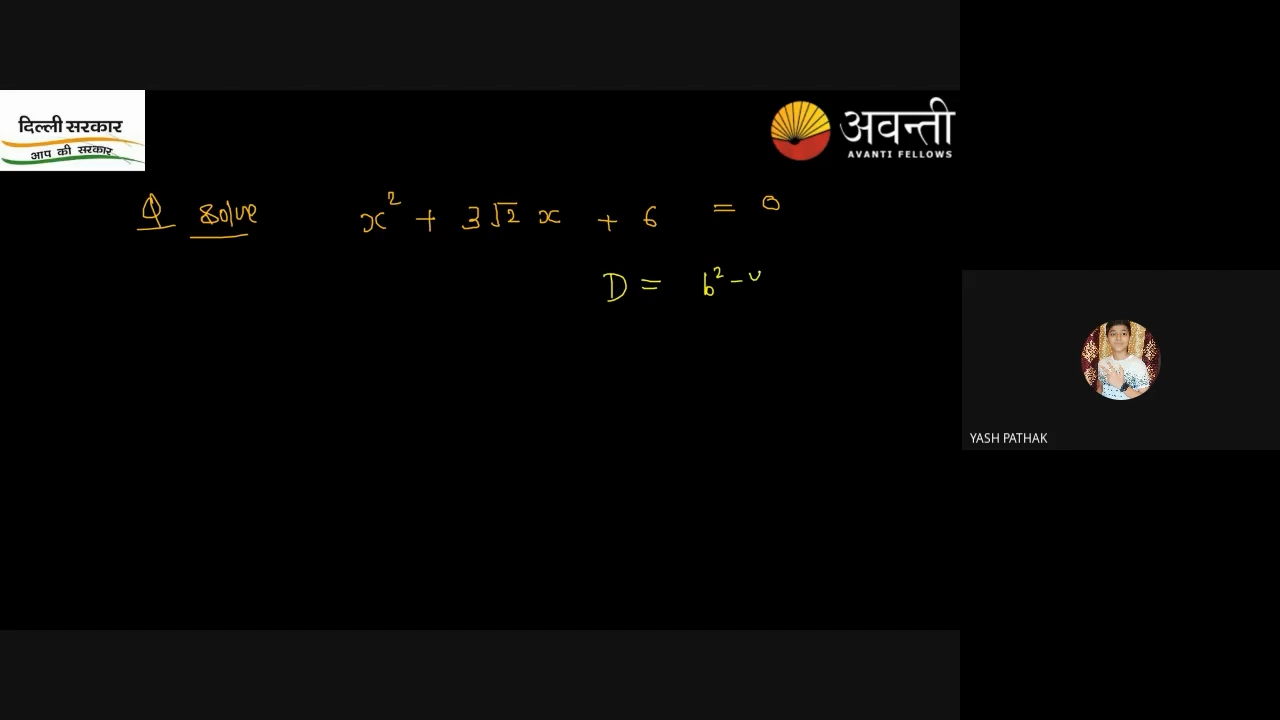 दिल्ली सरकार
आप की सरकार
अवन्ती
AVANTI FELLOWS
Q Solve x² + 3√2 x + 6 = 0
D = b² -
YASH PATHAK